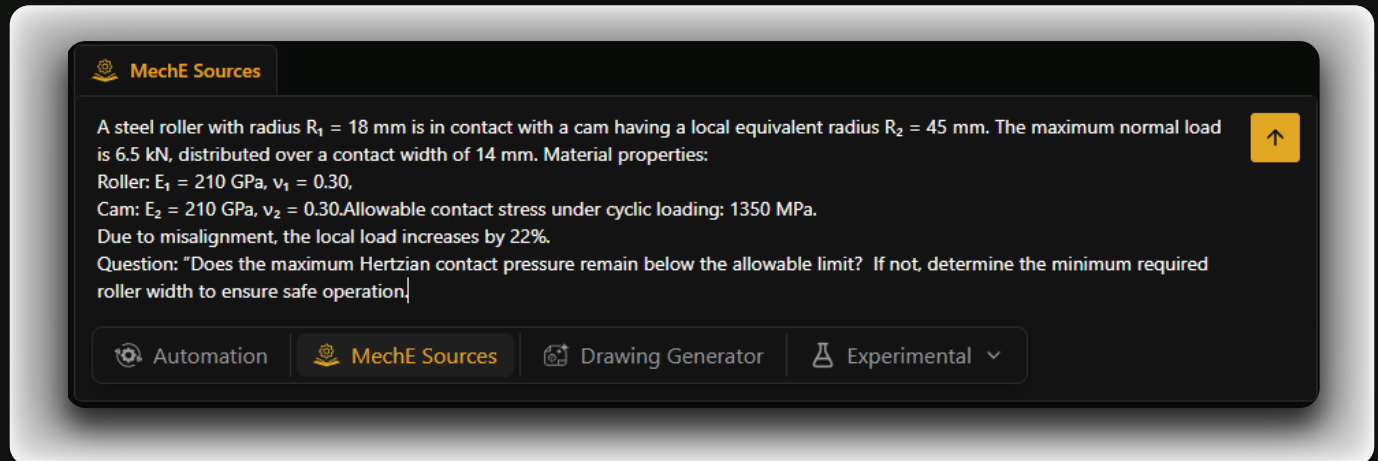 MechE Sources
A steel roller with radius R₁ = 18 mm is in contact with a cam having a local equivalent radius R₂ = 45 mm. The maximum normal load
is 6.5 kN, distributed over a contact width of 14 mm. Material properties:
Roller: E₁ = 210 GPa, ν₁ = 0.30,
Cam: E₂ = 210 GPa, ν₂ = 0.30.Allowable contact stress under cyclic loading: 1350 MPa.
Due to misalignment, the local load increases by 22%.
Question: "Does the maximum Hertzian contact pressure remain below the allowable limit?  If not, determine the minimum required
roller width to ensure safe operation.
Automation
MechE Sources
Drawing Generator
Experimental